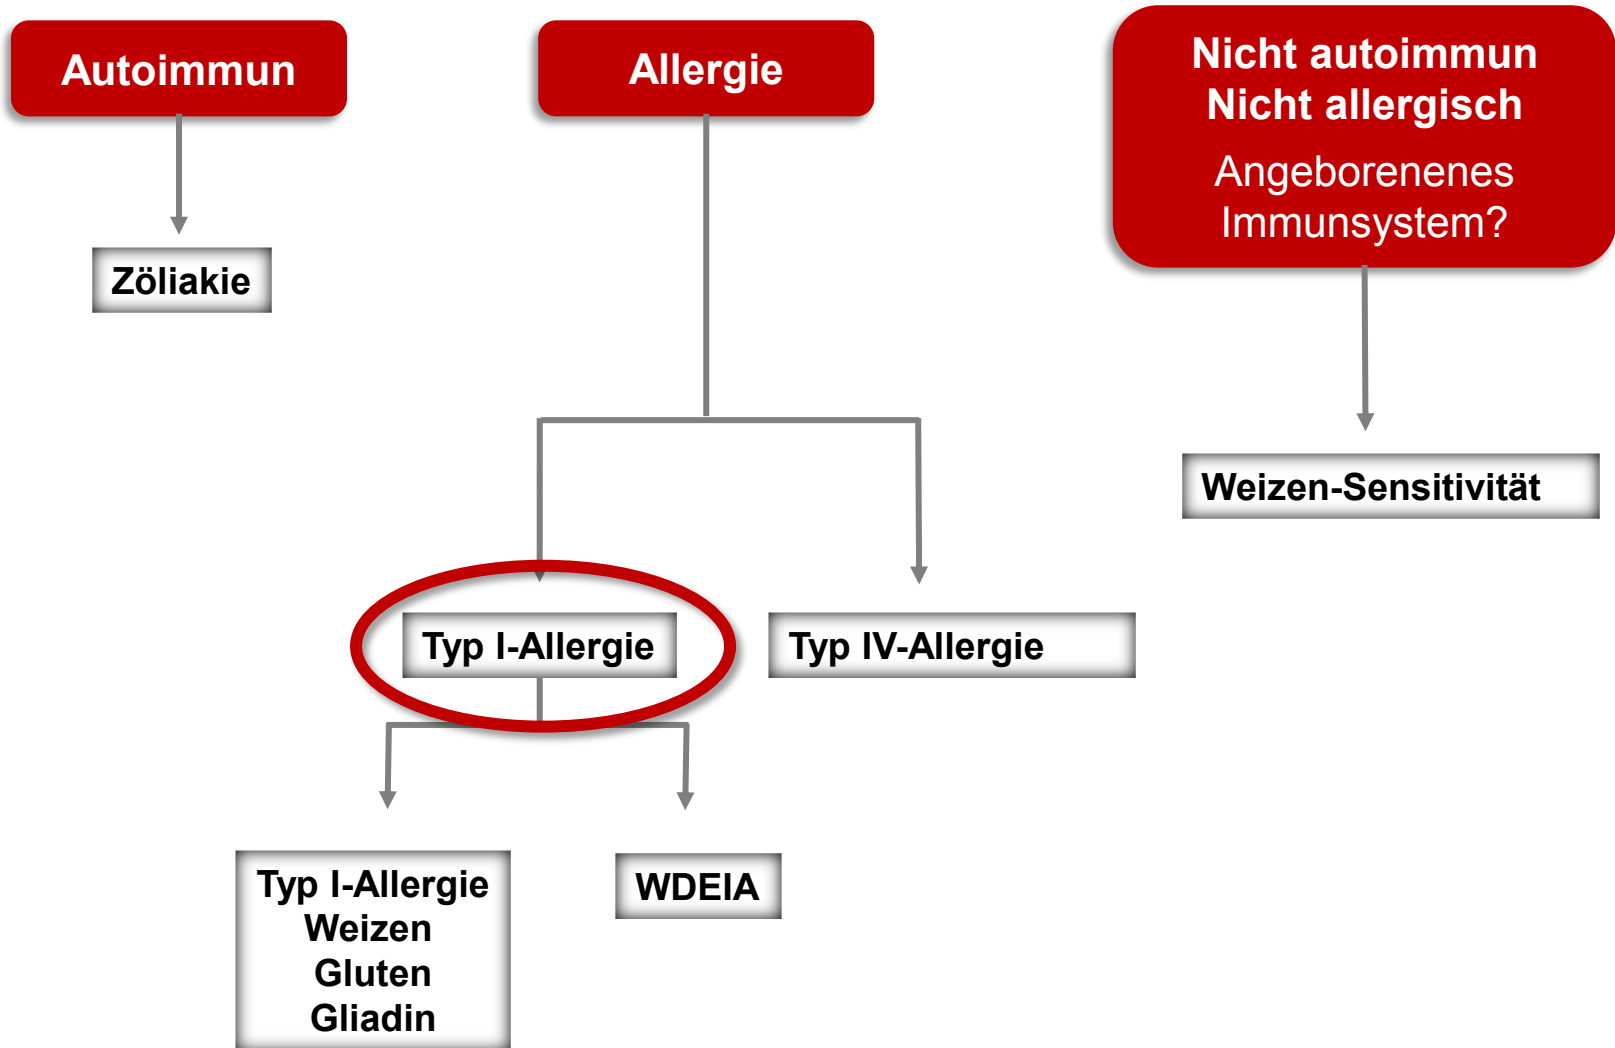 Autoimmun
Allergie
Nicht autoimmun
Nicht allergisch
Angeborenenes
Immunsystem?
Zöliakie
Weizen-Sensitivität
Typ I-Allergie
Typ IV-Allergie
Typ I-Allergie
Weizen
Gluten
Gliadin
WDEIA